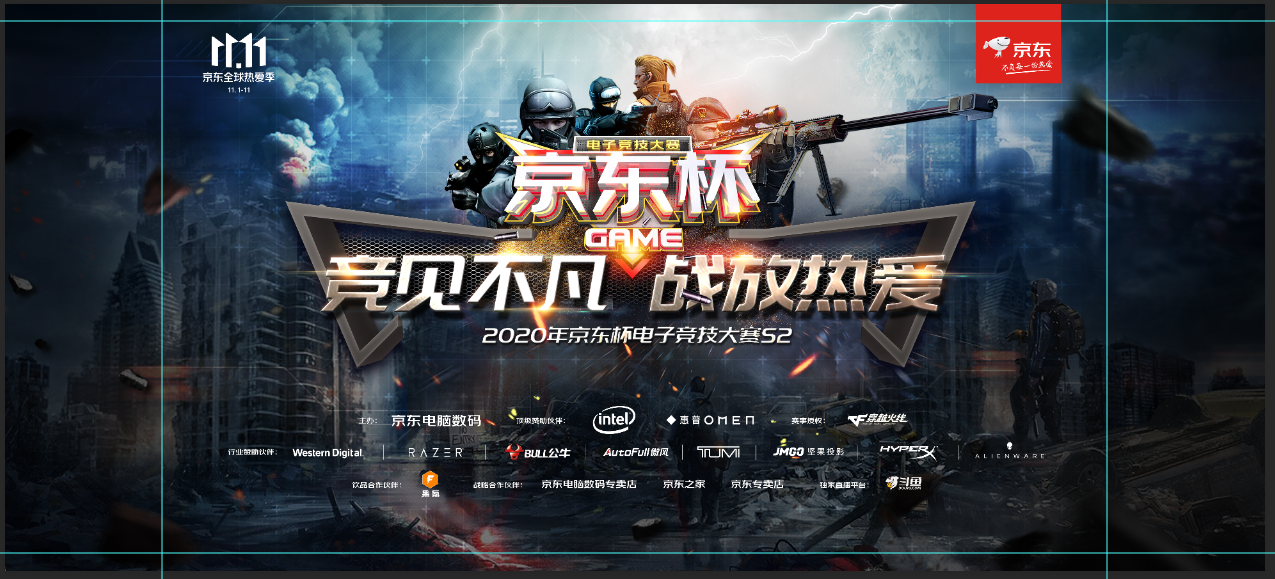 11.11
京东全球热爱季
11.1-11
京东
不负每一份热爱
电子竞技大赛
京东杯
GAME
竞见不凡 战放热爱
2020年京东杯电子竞技大赛S2
主办: 京东电脑数码 顶级赞助伙伴: intel 惠普OMEN 赛事授权: CF穿越火线
行业赞助伙伴: Western Digital RAZER BULL公牛 AutoFull傲风 TUMI JMGO坚果投影 HYPERX ALIENWARE
饮品合作伙伴: 战略合作伙伴: 京东电脑数码专卖店 京东之家 京东专卖店 独家直播平台: 斗鱼